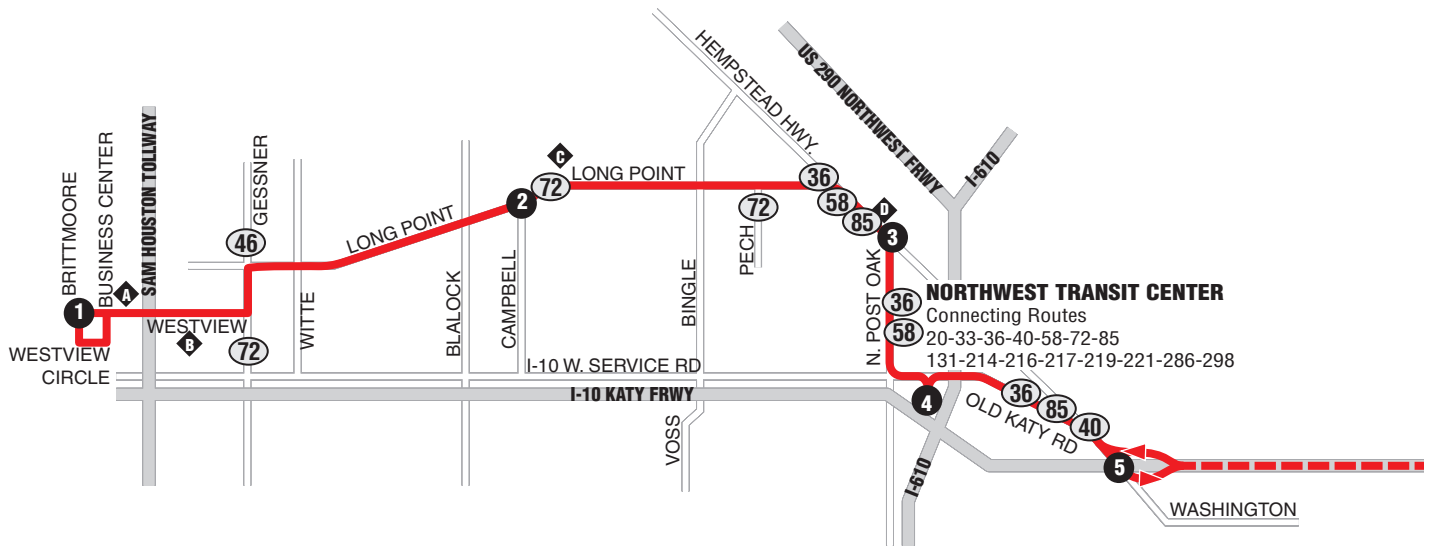 HEMPSTEAD HWY.
US 290 NORTHWEST FRWY
I-610
BRITTMOORE
BUSINESS CENTER
SAM HOUSTON TOLLWAY
GESSNER
C
72
LONG POINT
36
58
85
D
3
2
72
PECH
46
LONG POINT
A
1
WESTVIEW
B
72
WITTE
BLALOCK
CAMPBELL
BINGLE
N. POST OAK
36
58
NORTHWEST TRANSIT CENTER
Connecting Routes
20-33-36-40-58-72-85
131-214-216-217-219-221-286-298
WESTVIEW
CIRCLE
I-10 W. SERVICE RD
I-10 KATY FRWY
4
36
85
40
OLD KATY RD
VOSS
I-610
5
WASHINGTON